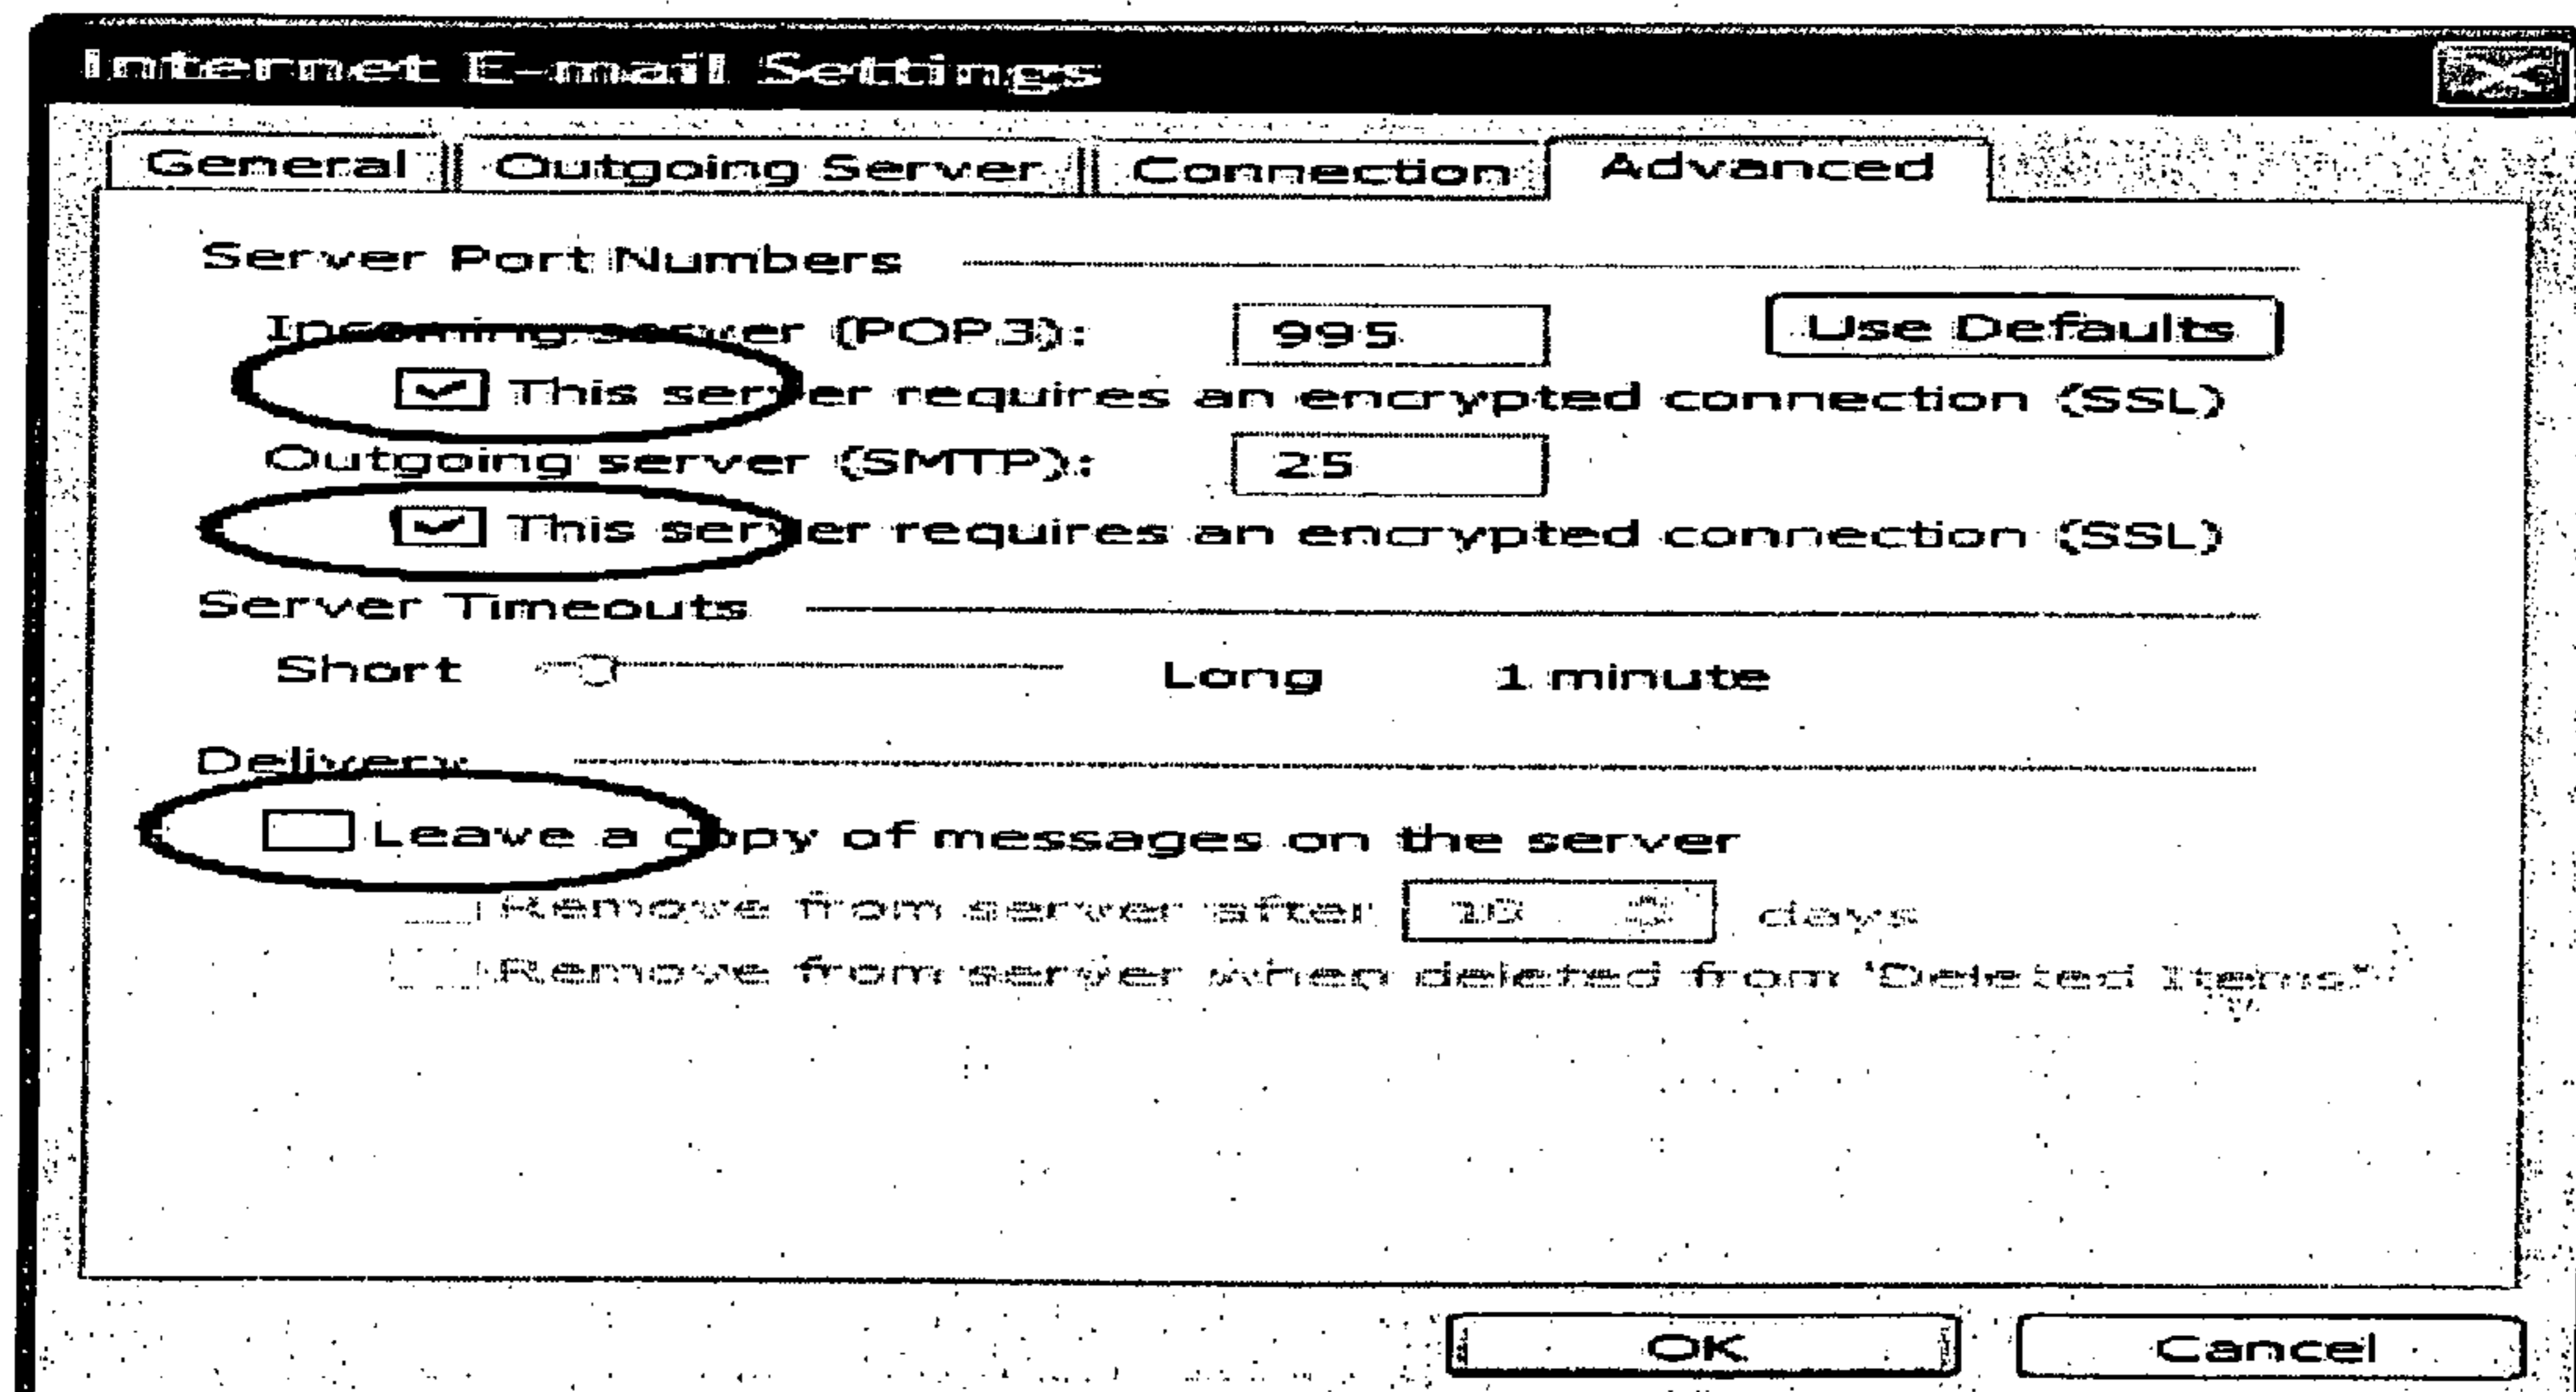 Internet E-mail Settings
General Outgoing Server Connection Advanced
Server Port Numbers
Incoming server (POP3): 995 Use Defaults
This server requires an encrypted connection (SSL)
Outgoing server (SMTP): 25
This server requires an encrypted connection (SSL)
Server Timeouts
Short Long 1 minute
Delivery
Leave a copy of messages on the server
Remove from server after 10 days
Remove from server when deleted from 'Deleted Items'
OK Cancel